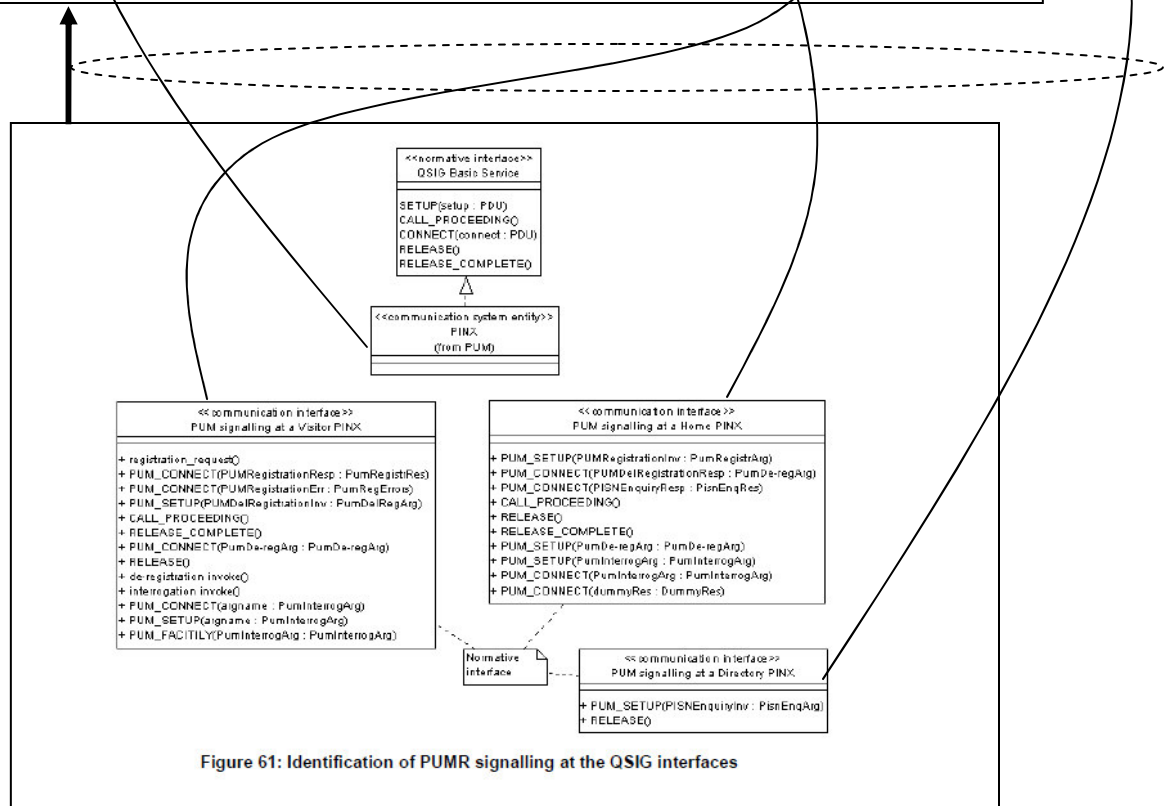 <<normative interface>>
QSIG Basic Service
SETUP(setup : PDU)
CALL_PROCEEDING()
CONNECT(connect : PDU)
RELEASE()
RELEASE_COMPLETE()
<<communication system entity>>
PINX
(from PUM)
<<communication interface>>
PUM signalling at a Visitor PINX
+ registration_request()
+ PUM_CONNECT(PUMRegistrationResp : PumRegistrRes)
+ PUM_CONNECT(PUMRegistrationErr : PumRegErrors)
+ PUM_SETUP(PUMDelRegistrationInv : PumDelRegArg)
+ CALL_PROCEEDING()
+ RELEASE_COMPLETE()
+ PUM_CONNECT(PumDe-regArg : PumDe-regArg)
+ RELEASE()
+ de-registration invoke()
+ interrogation invoke()
+ PUM_CONNECT(argname : PumInterrogArg)
+ PUM_SETUP(argname : PumInterrogArg)
+ PUM_FACITILY(PumInterrogArg : PumInterrogArg)
<<communication interface>>
PUM signalling at a Home PINX
+ PUM_SETUP(PUMRegistrationInv : PumRegistrArg)
+ PUM_CONNECT(PUMDelRegistrationResp : PumDe-regArg)
+ PUM_CONNECT(PISNEnquiryResp : PisnEnqRes)
+ CALL_PROCEEDING()
+ RELEASE()
+ RELEASE_COMPLETE()
+ PUM_SETUP(PumDe-regArg : PumDe-regArg)
+ PUM_SETUP(PumInterrogArg : PumInterrogArg)
+ PUM_CONNECT(PumInterrogArg : PumInterrogArg)
+ PUM_CONNECT(dummyRes : DummyRes)
Normative
interface
<<communication interface>>
PUM signalling at a Directory PINX
+ PUM_SETUP(PISNEnquiryInv : PisnEnqArg)
+ RELEASE()
Figure 61: Identification of PUMR signalling at the QSIG interfaces